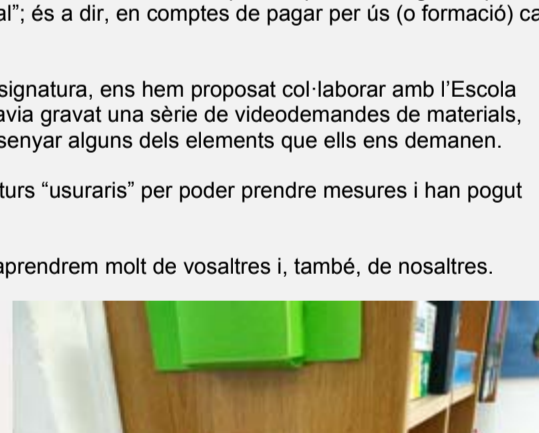 al”; és a dir, en comptes de pagar per ús (o formació) ca
signatura, ens hem proposat col·laborar amb l’Escola
avia gravat una sèrie de videodemandes de materials,
senyar alguns dels elements que ells ens demanen.
turs “usuraris” per poder prendre mesures i han pogut
aprendrem molt de vosaltres i, també, de nosaltres.